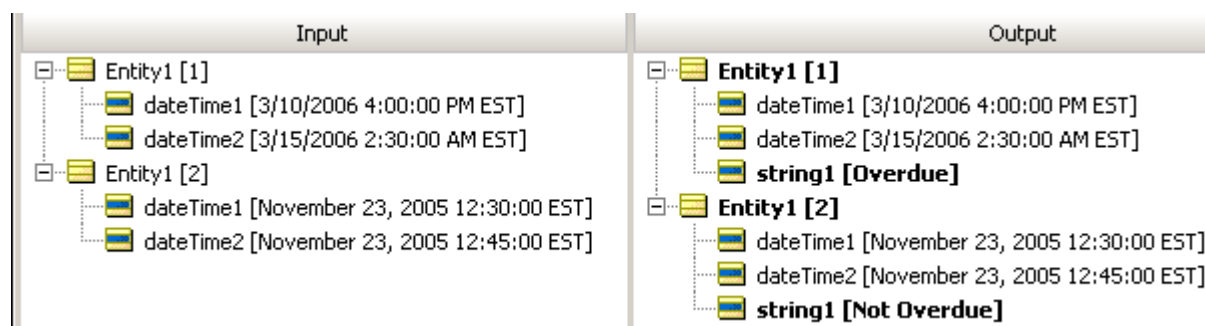 Input
Entity1 [1]
dateTime1 [3/10/2006 4:00:00 PM EST]
dateTime2 [3/15/2006 2:30:00 AM EST]
Entity1 [2]
dateTime1 [November 23, 2005 12:30:00 EST]
dateTime2 [November 23, 2005 12:45:00 EST]
Output
Entity1 [1]
dateTime1 [3/10/2006 4:00:00 PM EST]
dateTime2 [3/15/2006 2:30:00 AM EST]
string1 [Overdue]
Entity1 [2]
dateTime1 [November 23, 2005 12:30:00 EST]
dateTime2 [November 23, 2005 12:45:00 EST]
string1 [Not Overdue]